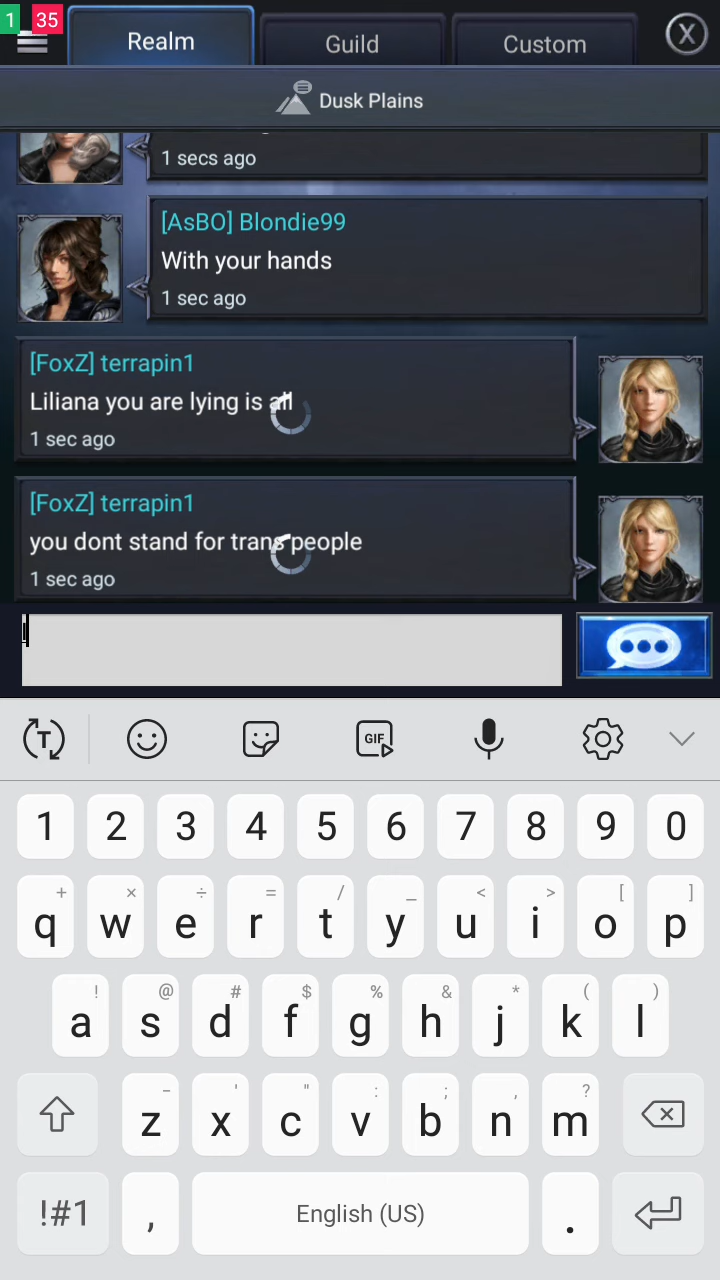 1 35
Realm
Guild
Custom
X
Dusk Plains
1 secs ago
[AsBO] Blondie99
With your hands
1 sec ago
[FoxZ] terrapin1
Liliana you are lying is all
1 sec ago
[FoxZ] terrapin1
you dont stand for trans people
1 sec ago
T
GIF
1 2 3 4 5 6 7 8 9 0
+ × ÷ = / _ < > [ ]
q w e r t y u i o p
! @ # $ % & * ( )
a s d f g h j k l
- ' " : ; , ?
z x c v b n m
!#1 , English (US) .